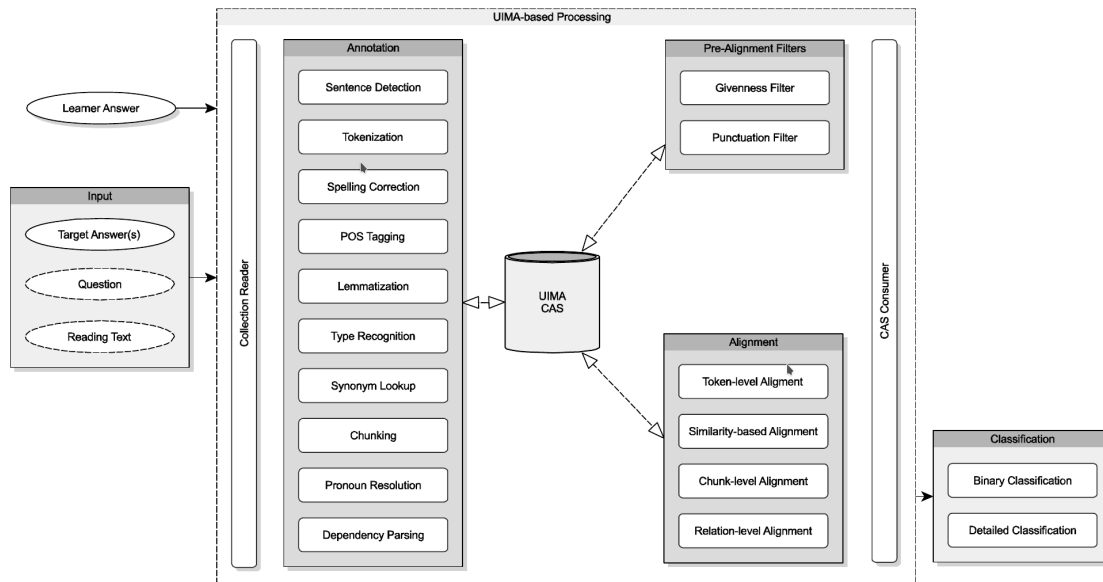 UIMA-based Processing
Learner Answer
Input
Target Answer(s)
Question
Reading Text
Collection Reader
Annotation
Sentence Detection
Tokenization
Spelling Correction
POS Tagging
Lemmatization
Type Recognition
Synonym Lookup
Chunking
Pronoun Resolution
Dependency Parsing
UIMA
CAS
Pre-Alignment Filters
Givenness Filter
Punctuation Filter
Alignment
Token-level Aligment
Similarity-based Alignment
Chunk-level Alignment
Relation-level Alignment
CAS Consumer
Classification
Binary Classification
Detailed Classification